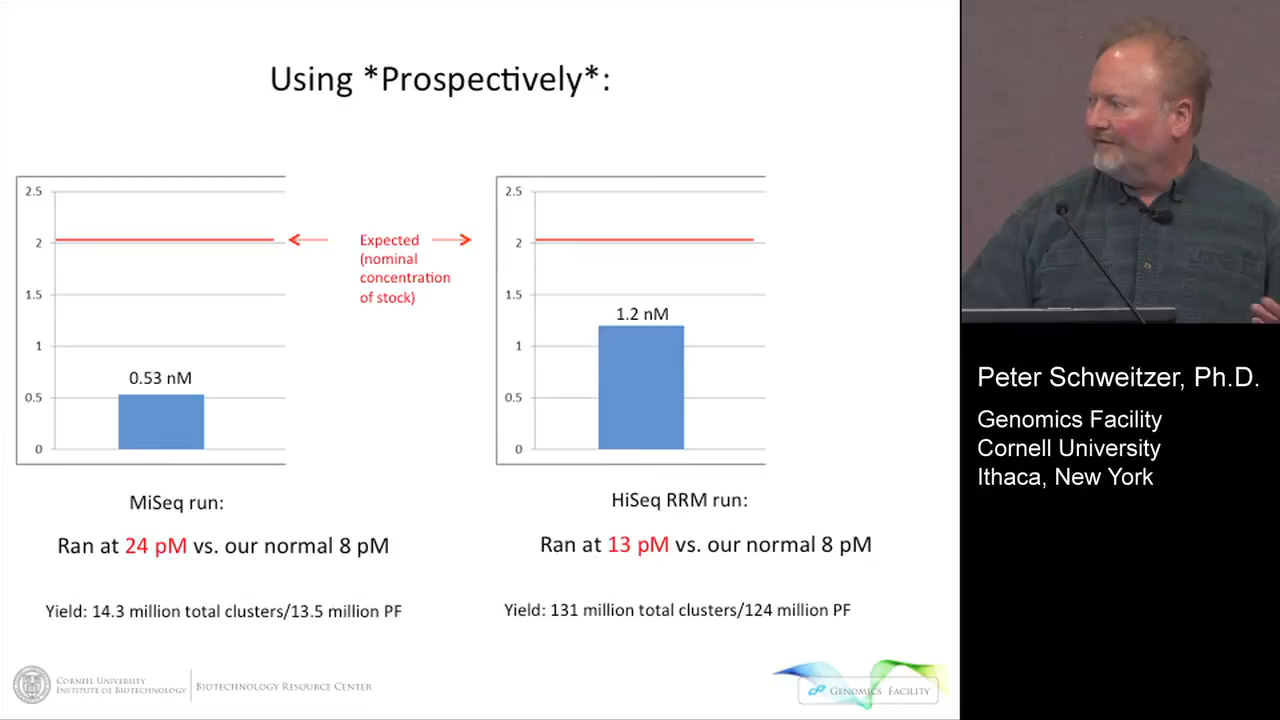 Using *Prospectively*:
2.5
2
1.5
1
0.5
0
0.53 nM
Expected
(nominal
concentration
of stock)
2.5
2
1.5
1
0.5
0
1.2 nM
MiSeq run:
Ran at 24 pM vs. our normal 8 pM
Yield: 14.3 million total clusters/13.5 million PF
HiSeq RRM run:
Ran at 13 pM vs. our normal 8 pM
Yield: 131 million total clusters/124 million PF
Cornell University
Institute of Biotechnology
Biotechnology Resource Center
Genomics Facility
Peter Schweitzer, Ph.D.
Genomics Facility
Cornell University
Ithaca, New York